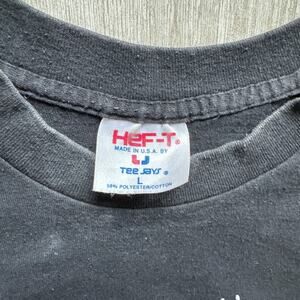 Hef-T®
MADE IN U.S.A. BY
Tee Jays®
L
50% POLYESTER/COTTON